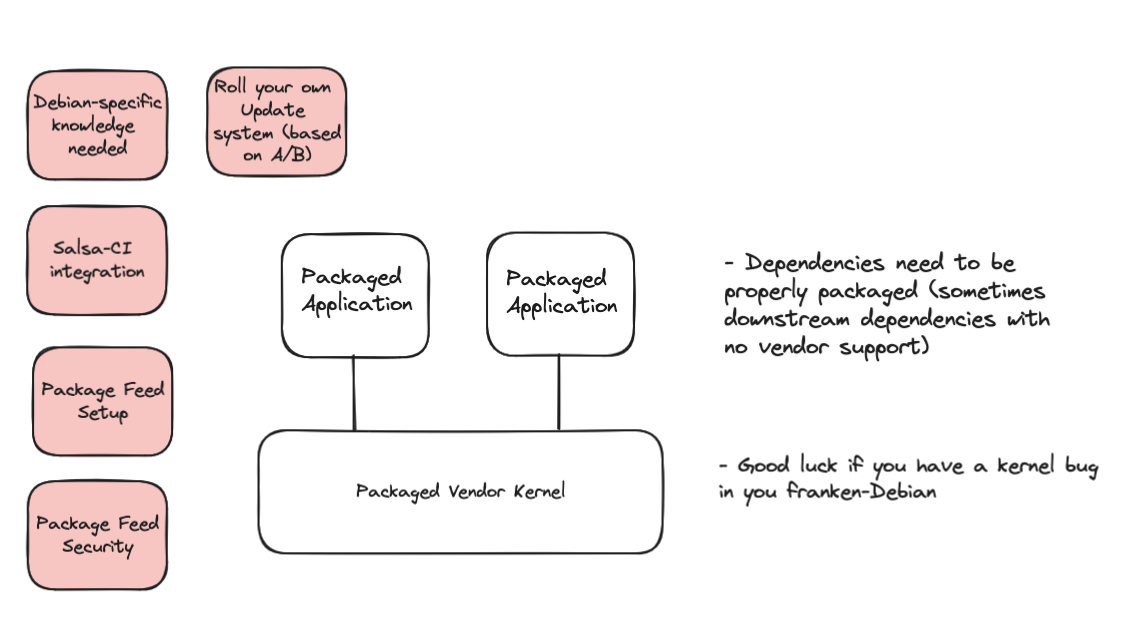 Debian-specific
knowledge
needed
Roll your own
Update
system (based
on A/B)
Salsa-CI
integration
Package Feed
Setup
Package Feed
Security
Packaged
Application
Packaged
Application
Packaged Vendor Kernel
- Dependencies need to be
properly packaged (sometimes
downstream dependencies with
no vendor support)
- Good luck if you have a kernel bug
in you franken-Debian